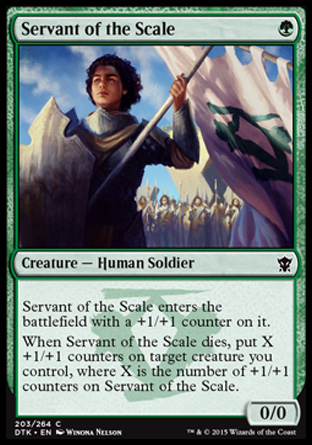 Servant of the Scale
Creature — Human Soldier
Servant of the Scale enters the
battlefield with a +1/+1 counter on it.
When Servant of the Scale dies, put X
+1/+1 counters on target creature you
control, where X is the number of +1/+1
counters on Servant of the Scale.
0/0
203/264 C
DTK • EN Winona Nelson
™ & © 2015 Wizards of the Coast